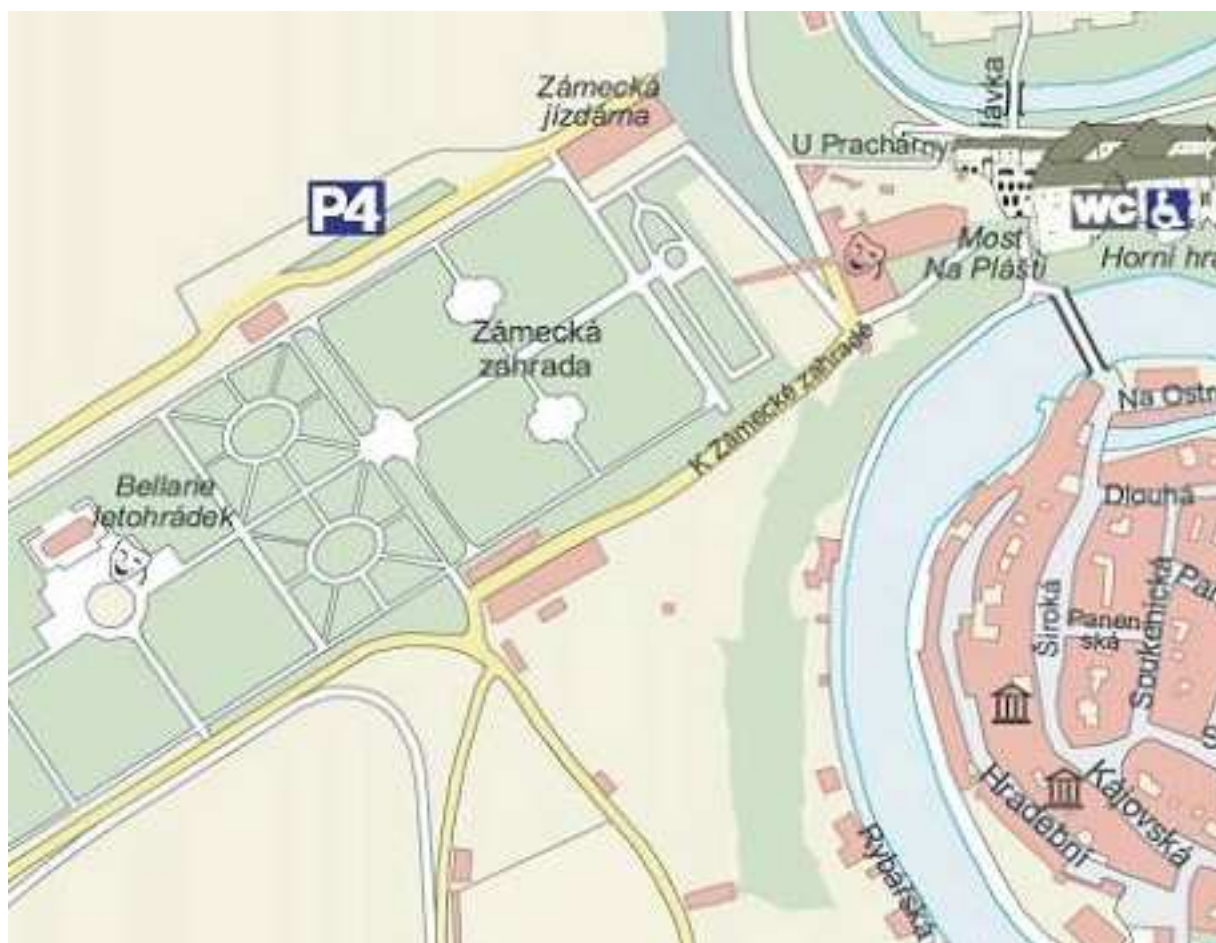 Zámecká
jízdárna
lávka
U Prachárny
P4
WC
Most
Na Plášti
Horní hra
Zámecká
zahrada
K Zámecké zahradě
Na Ostr
Bellarie
letohrádek
Dlouhá
Široká
Panen-
ská
Soukenická
Par
Hradební
Kájovská
Rybářská
S